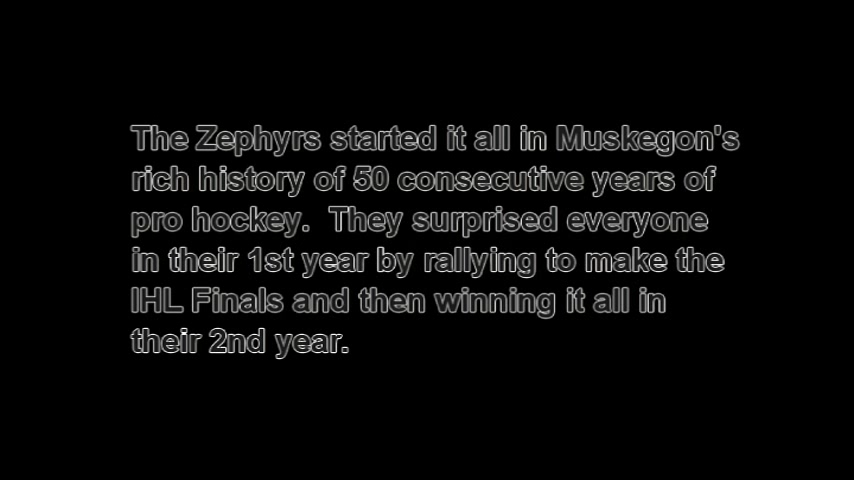 The Zephyrs started it all in Muskegon's
rich history of 50 consecutive years of
pro hockey.  They surprised everyone
in their 1st year by rallying to make the
IHL Finals and then winning it all in
their 2nd year.